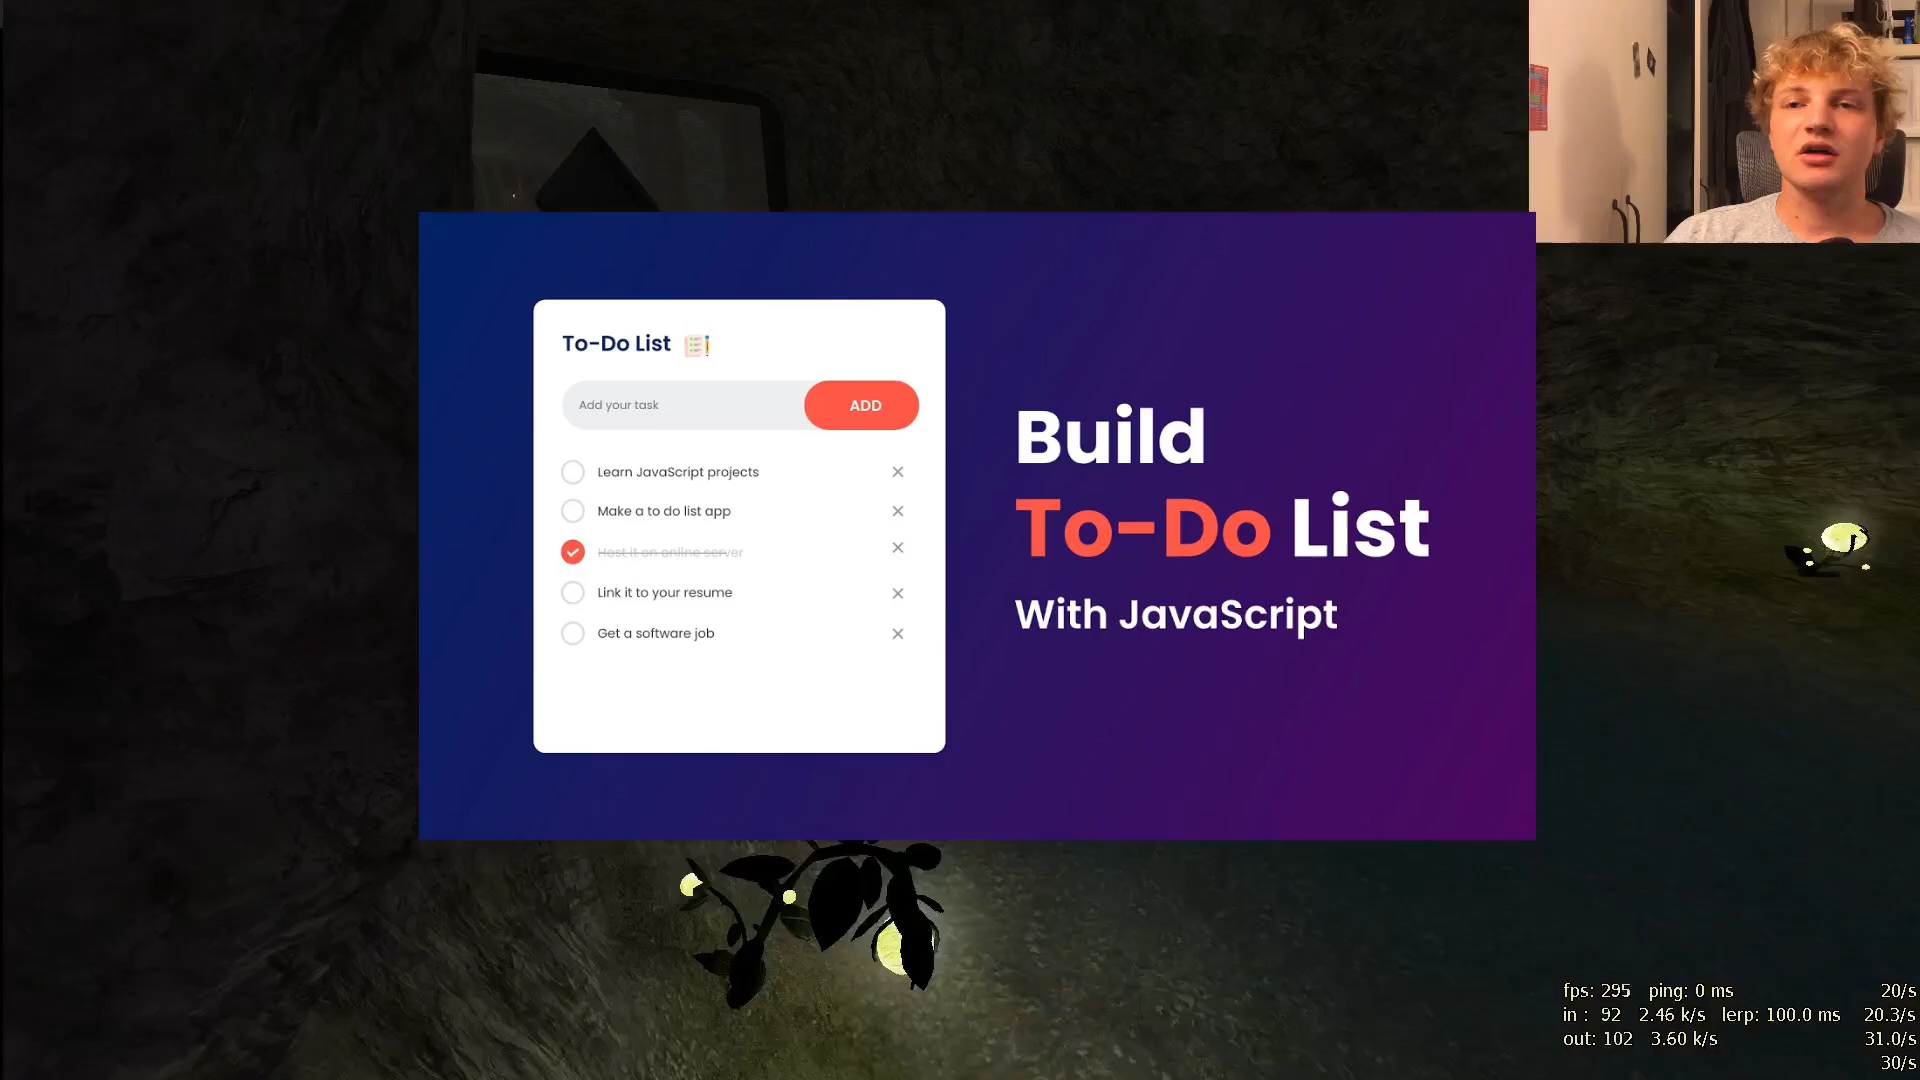 To-Do List
Add your task
ADD
Learn JavaScript projects
Make a to do list app
Host it on online server
Link it to your resume
Get a software job
Build
To-Do List
With JavaScript
fps: 295 ping: 0 ms 20/s
in : 92 2.46 k/s lerp: 100.0 ms 20.3/s
out: 102 3.60 k/s 31.0/s
30/s